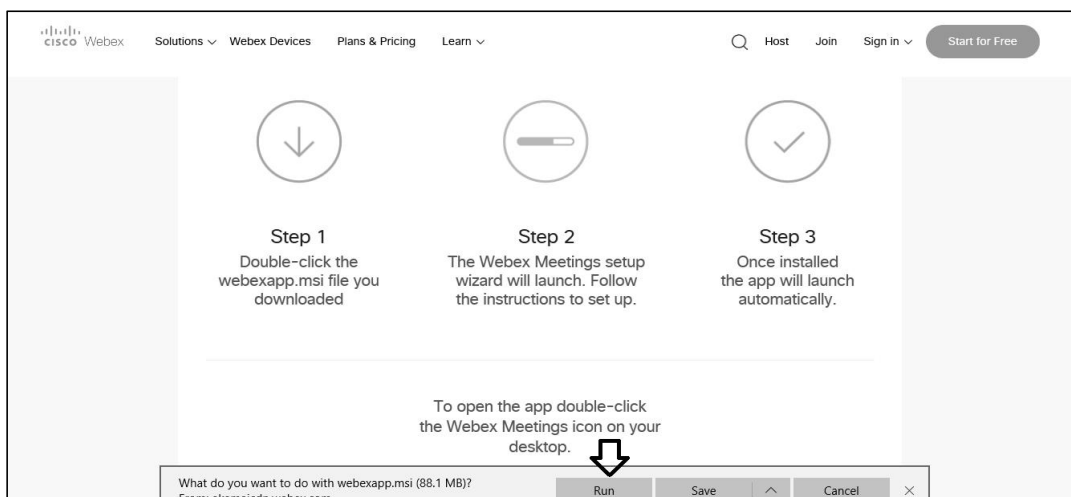 CISCO Webex Solutions Webex Devices Plans & Pricing Learn Host Join Sign in Start for Free
Step 1
Double-click the
webexapp.msi file you
downloaded
Step 2
The Webex Meetings setup
wizard will launch. Follow
the instructions to set up.
Step 3
Once installed
the app will launch
automatically.
To open the app double-click
the Webex Meetings icon on your
desktop.
What do you want to do with webexapp.msi (88.1 MB)?
Run Save Cancel